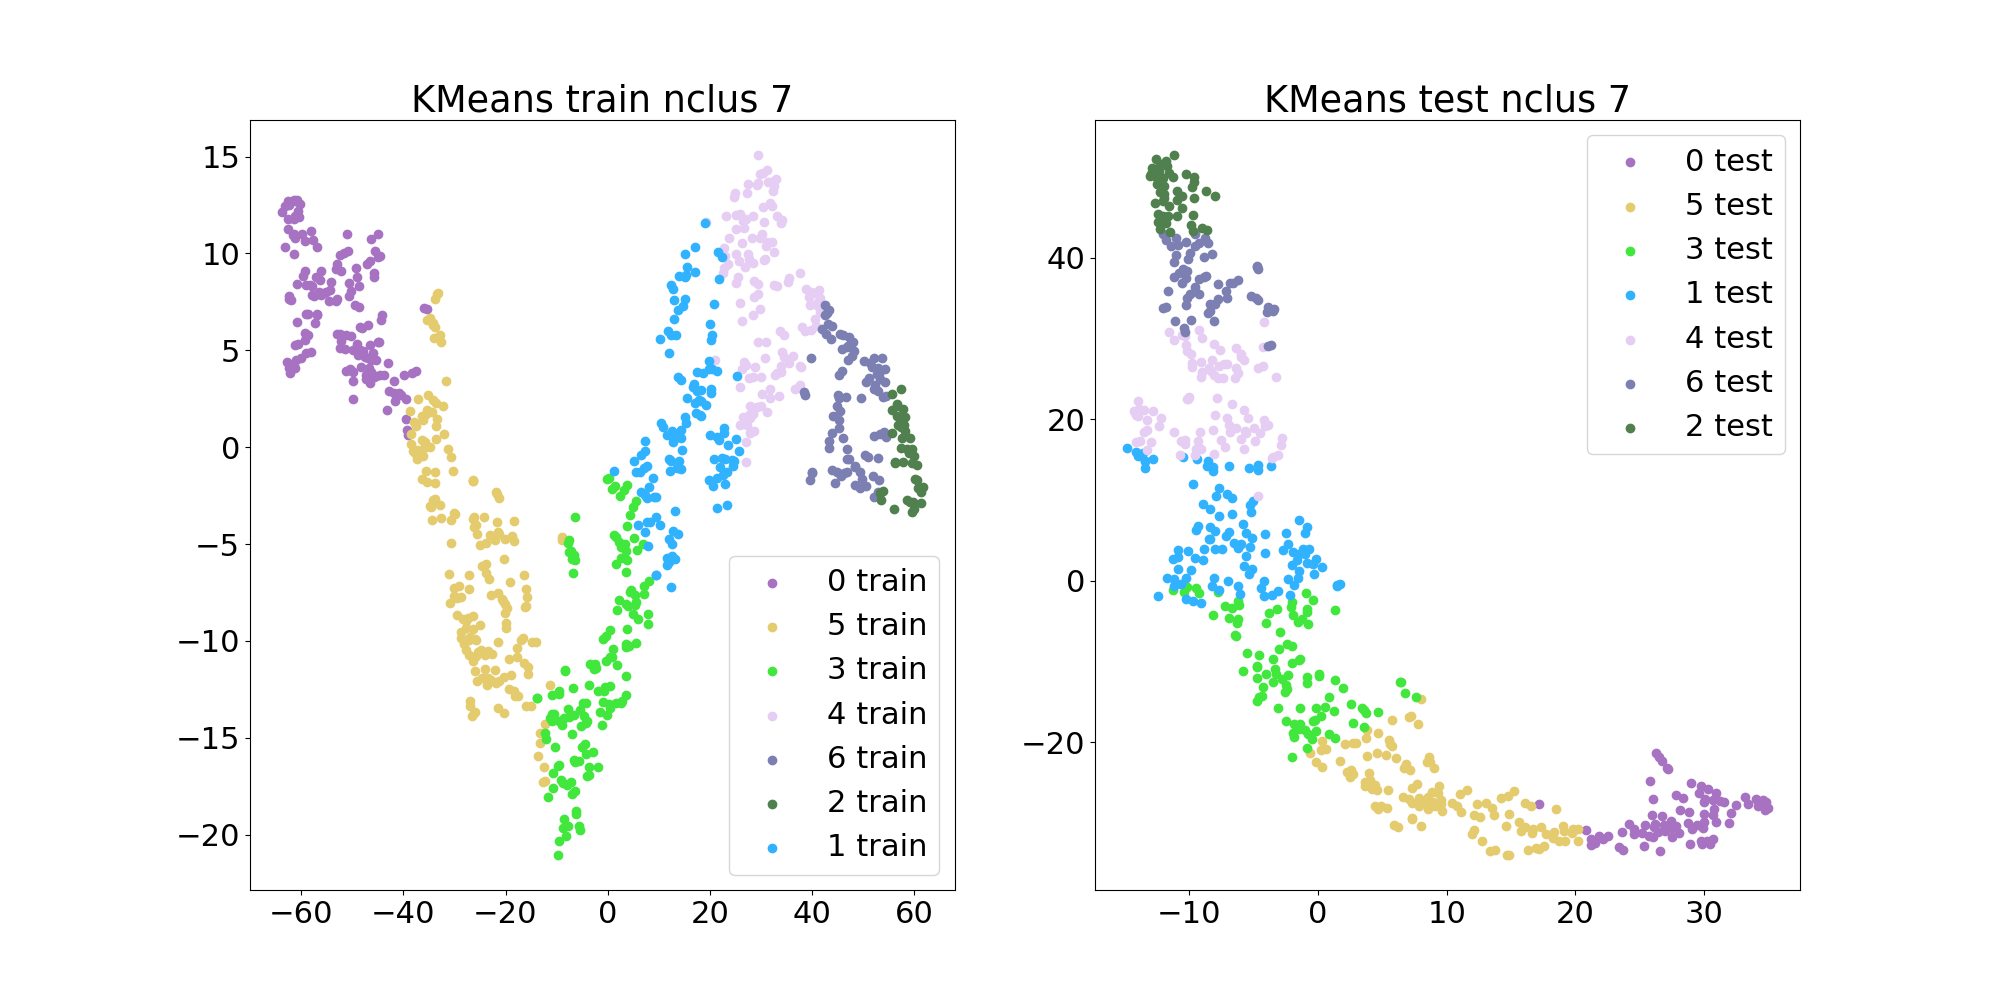 KMeans train nclus 7
15
10
5
0
−5
−10
−15
−20
−60 −40 −20 0 20 40 60
0 train
5 train
3 train
4 train
6 train
2 train
1 train
KMeans test nclus 7
40
20
0
−20
−10 0 10 20 30
0 test
5 test
3 test
1 test
4 test
6 test
2 test